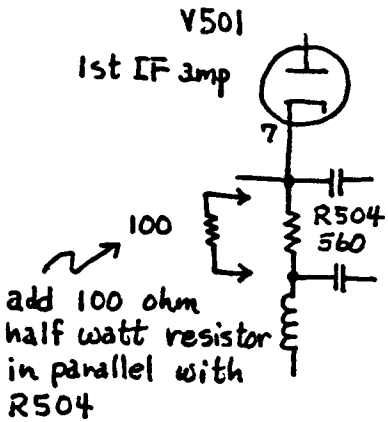 V501
1st IF amp
7
R504
560
100
add 100 ohm
half watt resistor
in parallel with
R504